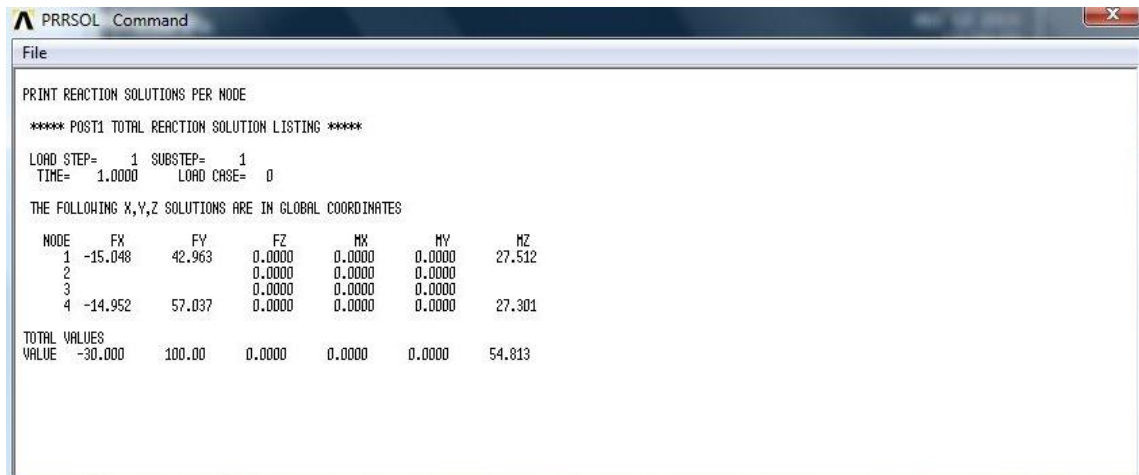 PRRSOL Command
File
PRINT REACTION SOLUTIONS PER NODE
***** POST1 TOTAL REACTION SOLUTION LISTING *****
LOAD STEP= 1 SUBSTEP= 1
TIME= 1.0000 LOAD CASE= 0
THE FOLLOWING X,Y,Z SOLUTIONS ARE IN GLOBAL COORDINATES
NODE FX FY FZ MX MY MZ
1 -15.048 42.963 0.0000 0.0000 0.0000 27.512
2 0.0000 0.0000 0.0000
3 0.0000 0.0000 0.0000
4 -14.952 57.037 0.0000 0.0000 0.0000 27.301
TOTAL VALUES
VALUE -30.000 100.00 0.0000 0.0000 0.0000 54.813